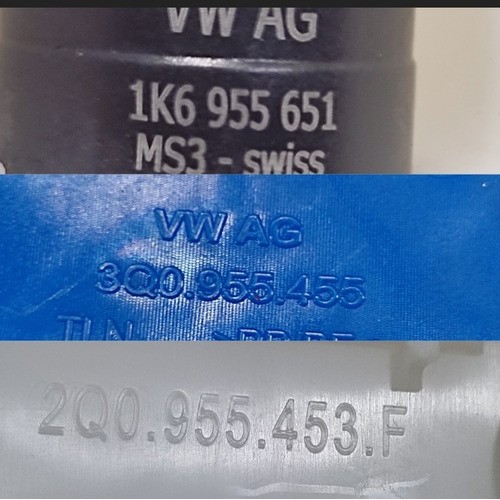 VW AG
1K6 955 651
MS3 - swiss
VW AG
3Q0.955.455
2Q0.955.453.F